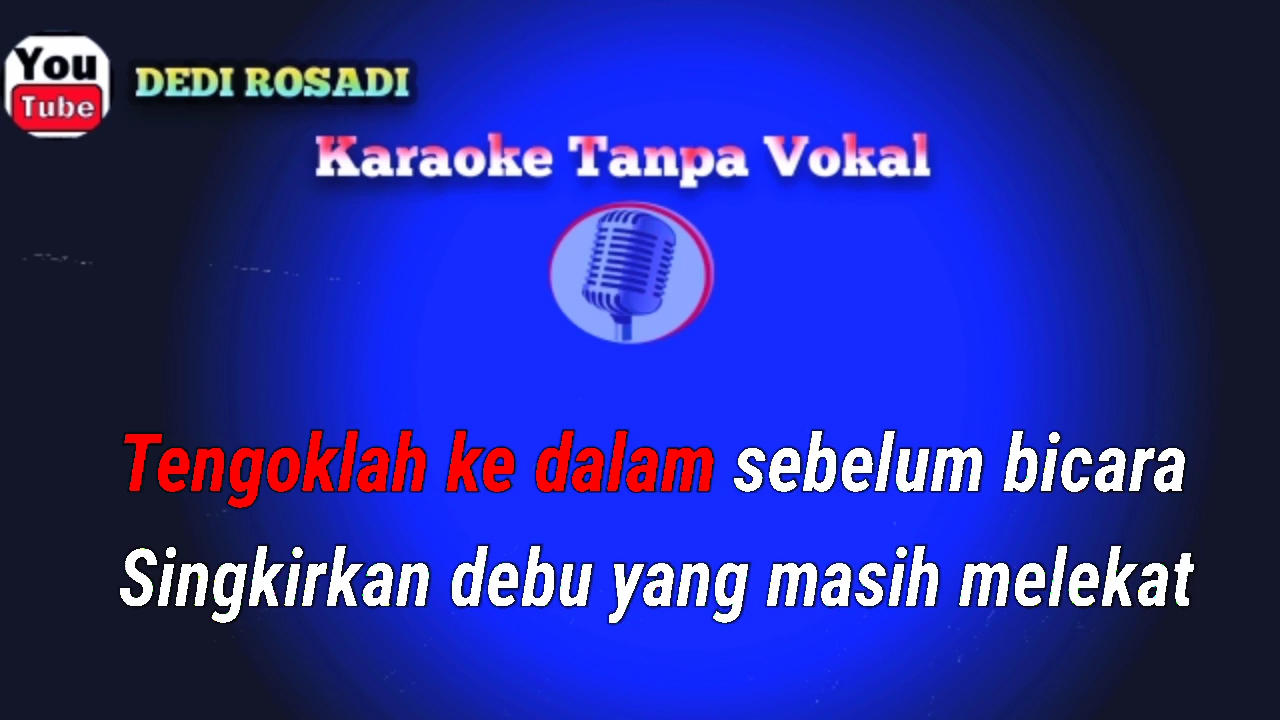 You
Tube
DEDI ROSADI
Karaoke Tanpa Vokal
Tengoklah ke dalam sebelum bicara
Singkirkan debu yang masih melekat